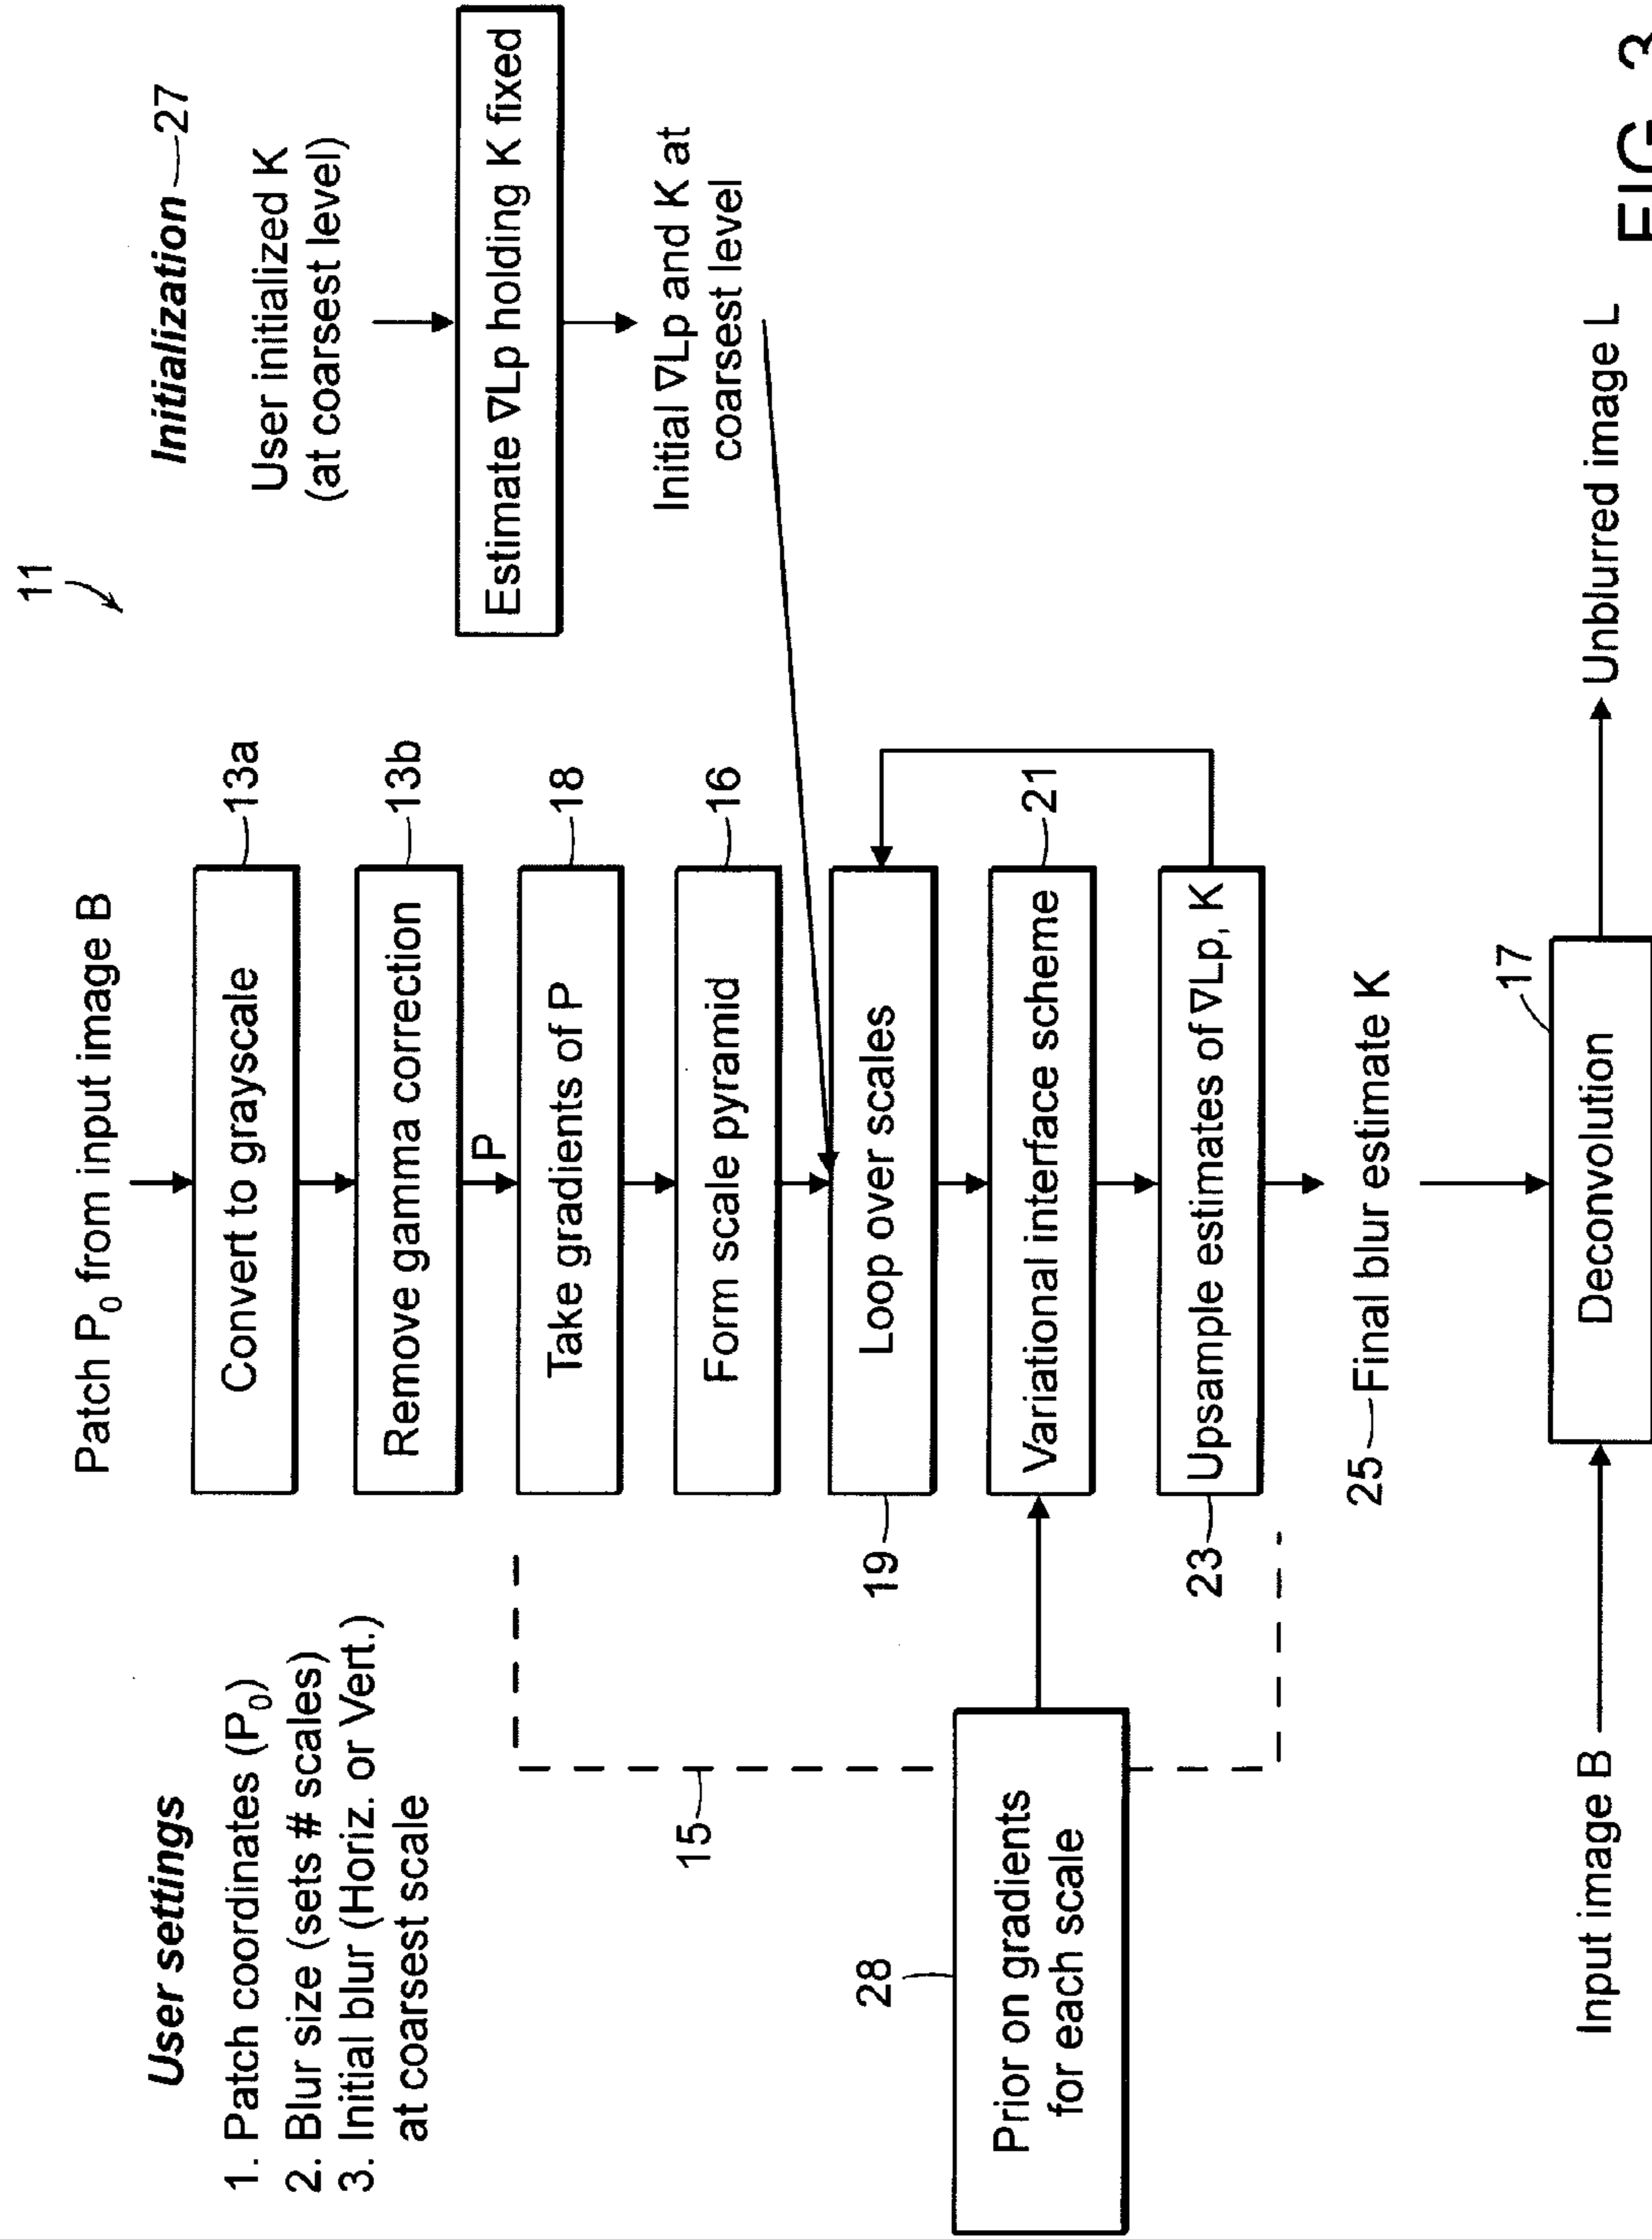 11
User settings
1. Patch coordinates (P₀)
2. Blur size (sets # scales)
3. Initial blur (Horiz. or Vert.)
at coarsest scale
Patch P₀ from input image B
Convert to grayscale
13a
Remove gamma correction
13b
P
Take gradients of P
18
Form scale pyramid
16
Loop over scales
19
Variational interface scheme
21
Upsample estimates of ∇Lp, K
23
15
28
Prior on gradients
for each scale
Initialization 27
User initialized K
(at coarsest level)
Estimate ∇Lp holding K fixed
Initial ∇Lp and K at
coarsest level
25 Final blur estimate K
Input image B
Deconvolution
17
Unblurred image L
FIG. 3